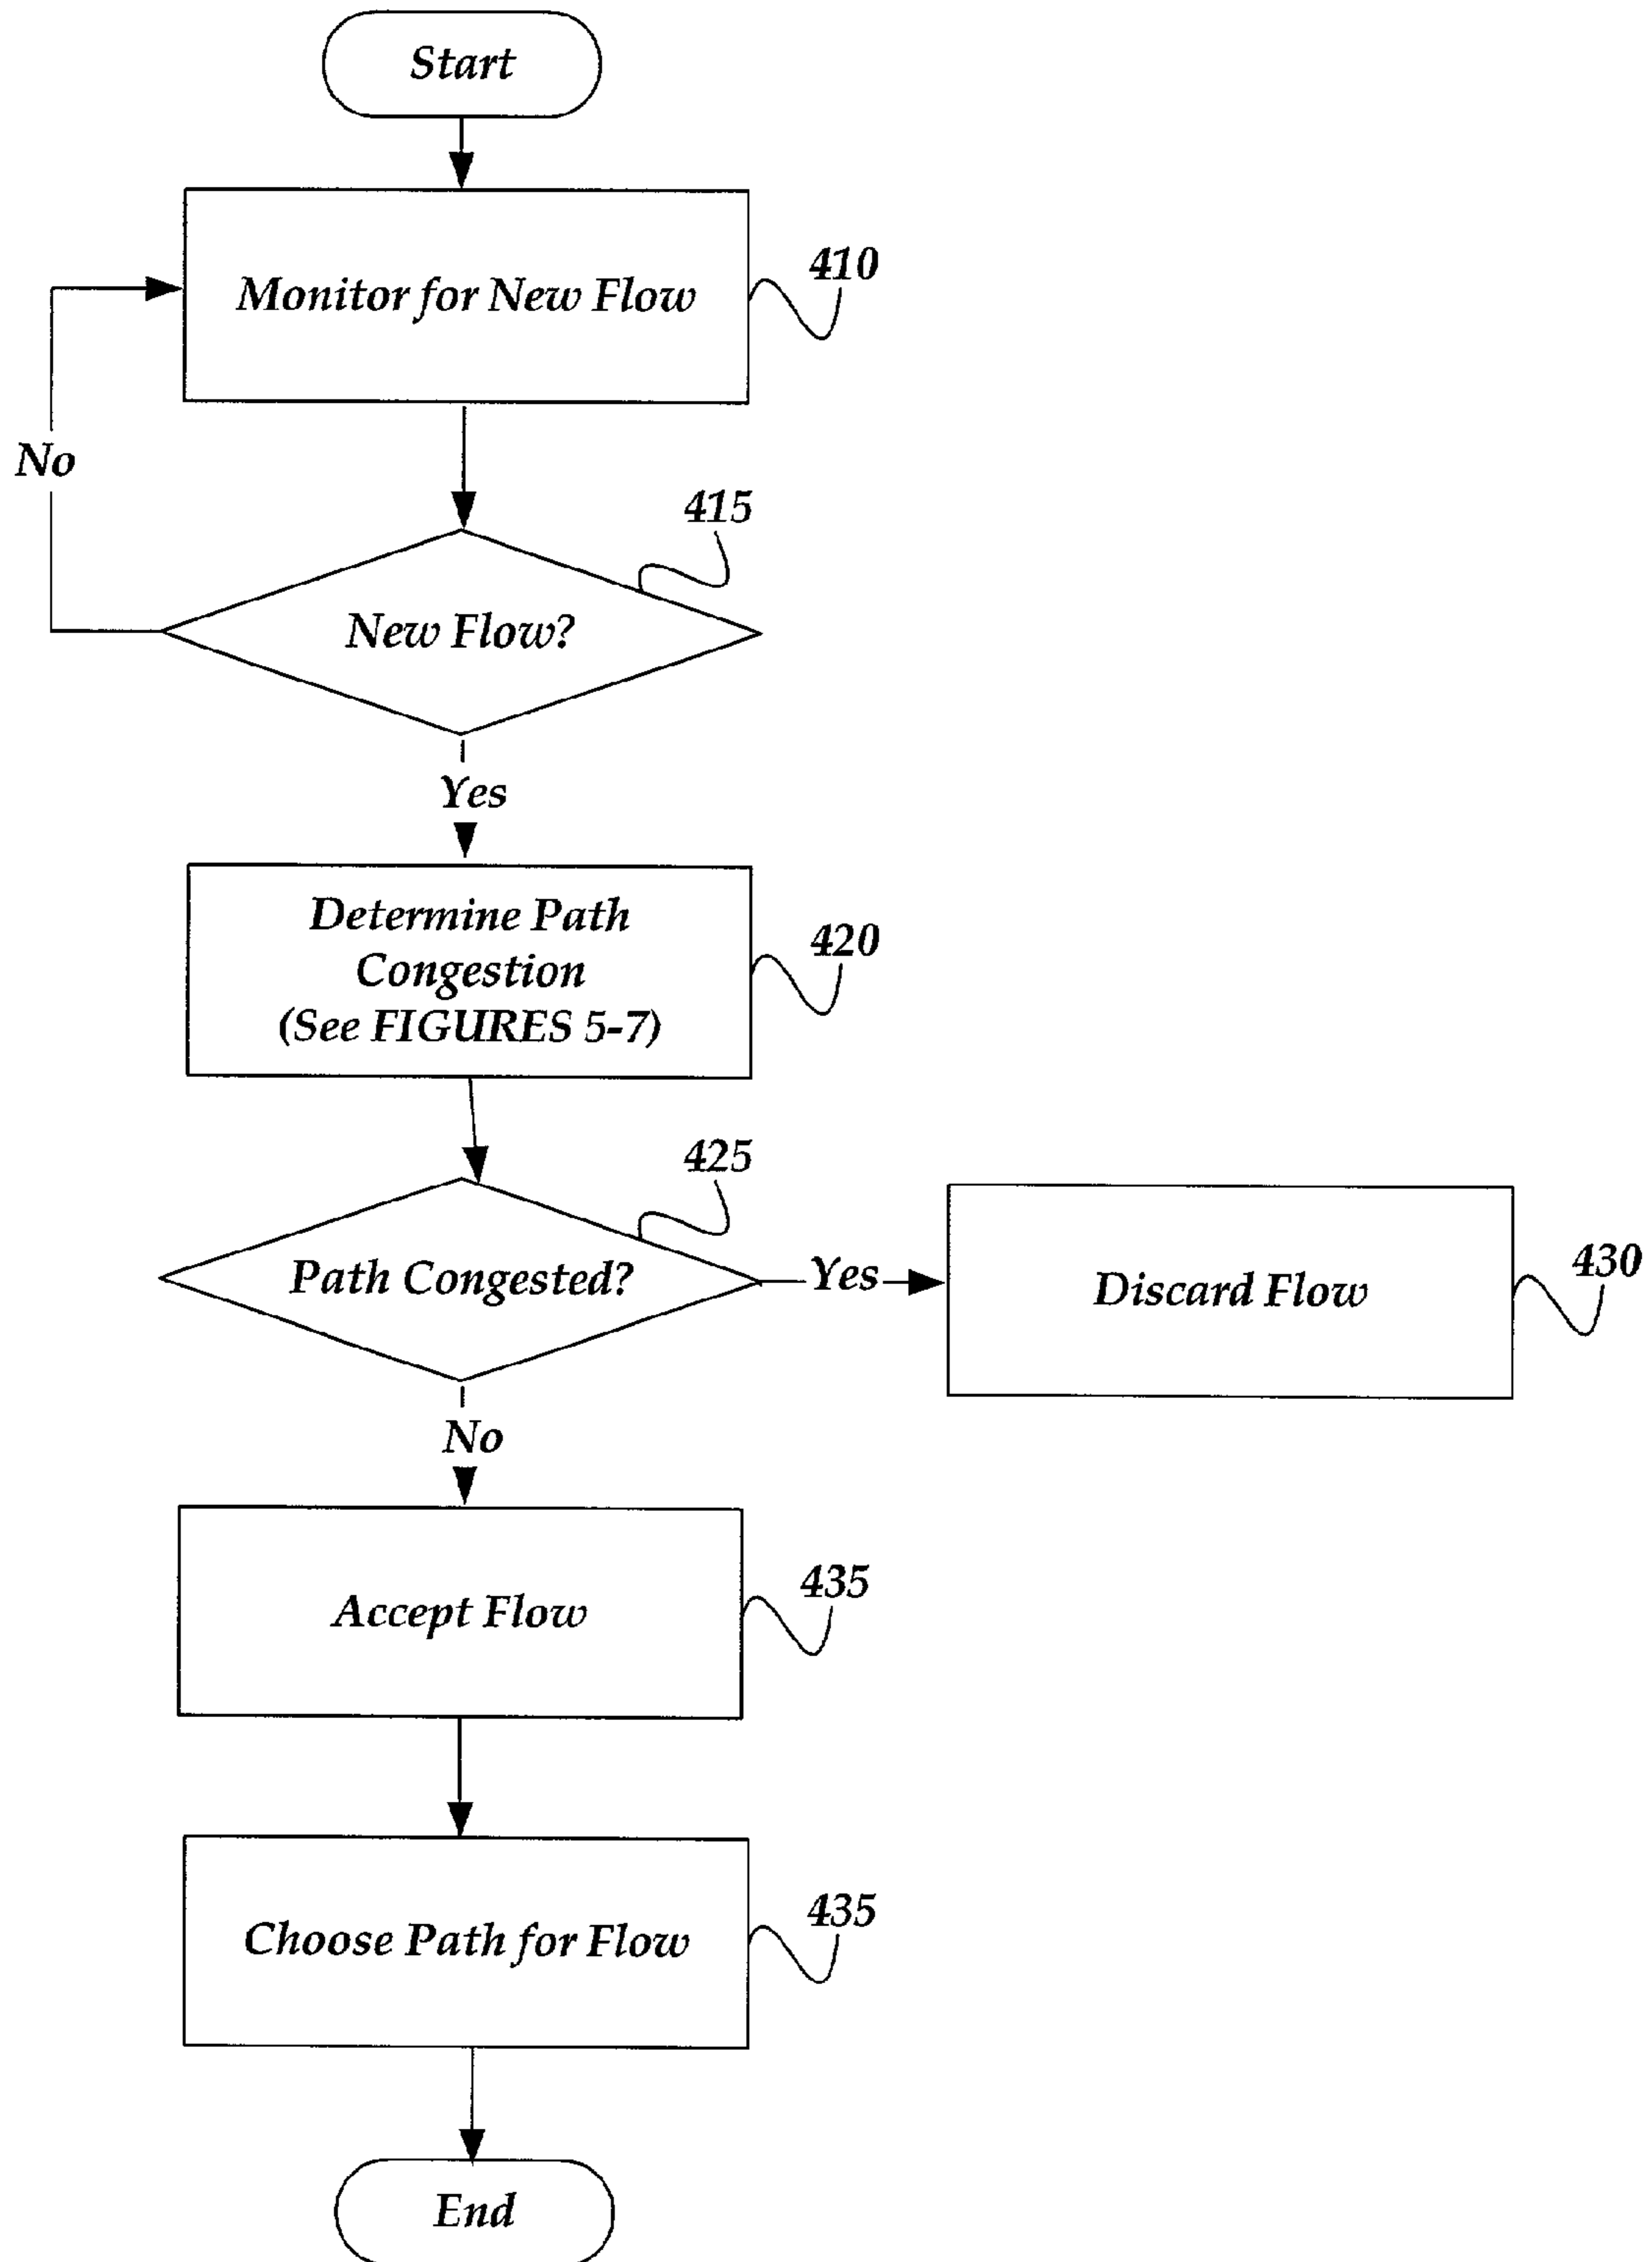 Start
Monitor for New Flow
410
No
415
New Flow?
Yes
Determine Path
Congestion
(See FIGURES 5-7)
420
425
Path Congested?
Yes
Discard Flow
430
No
Accept Flow
435
Choose Path for Flow
435
End